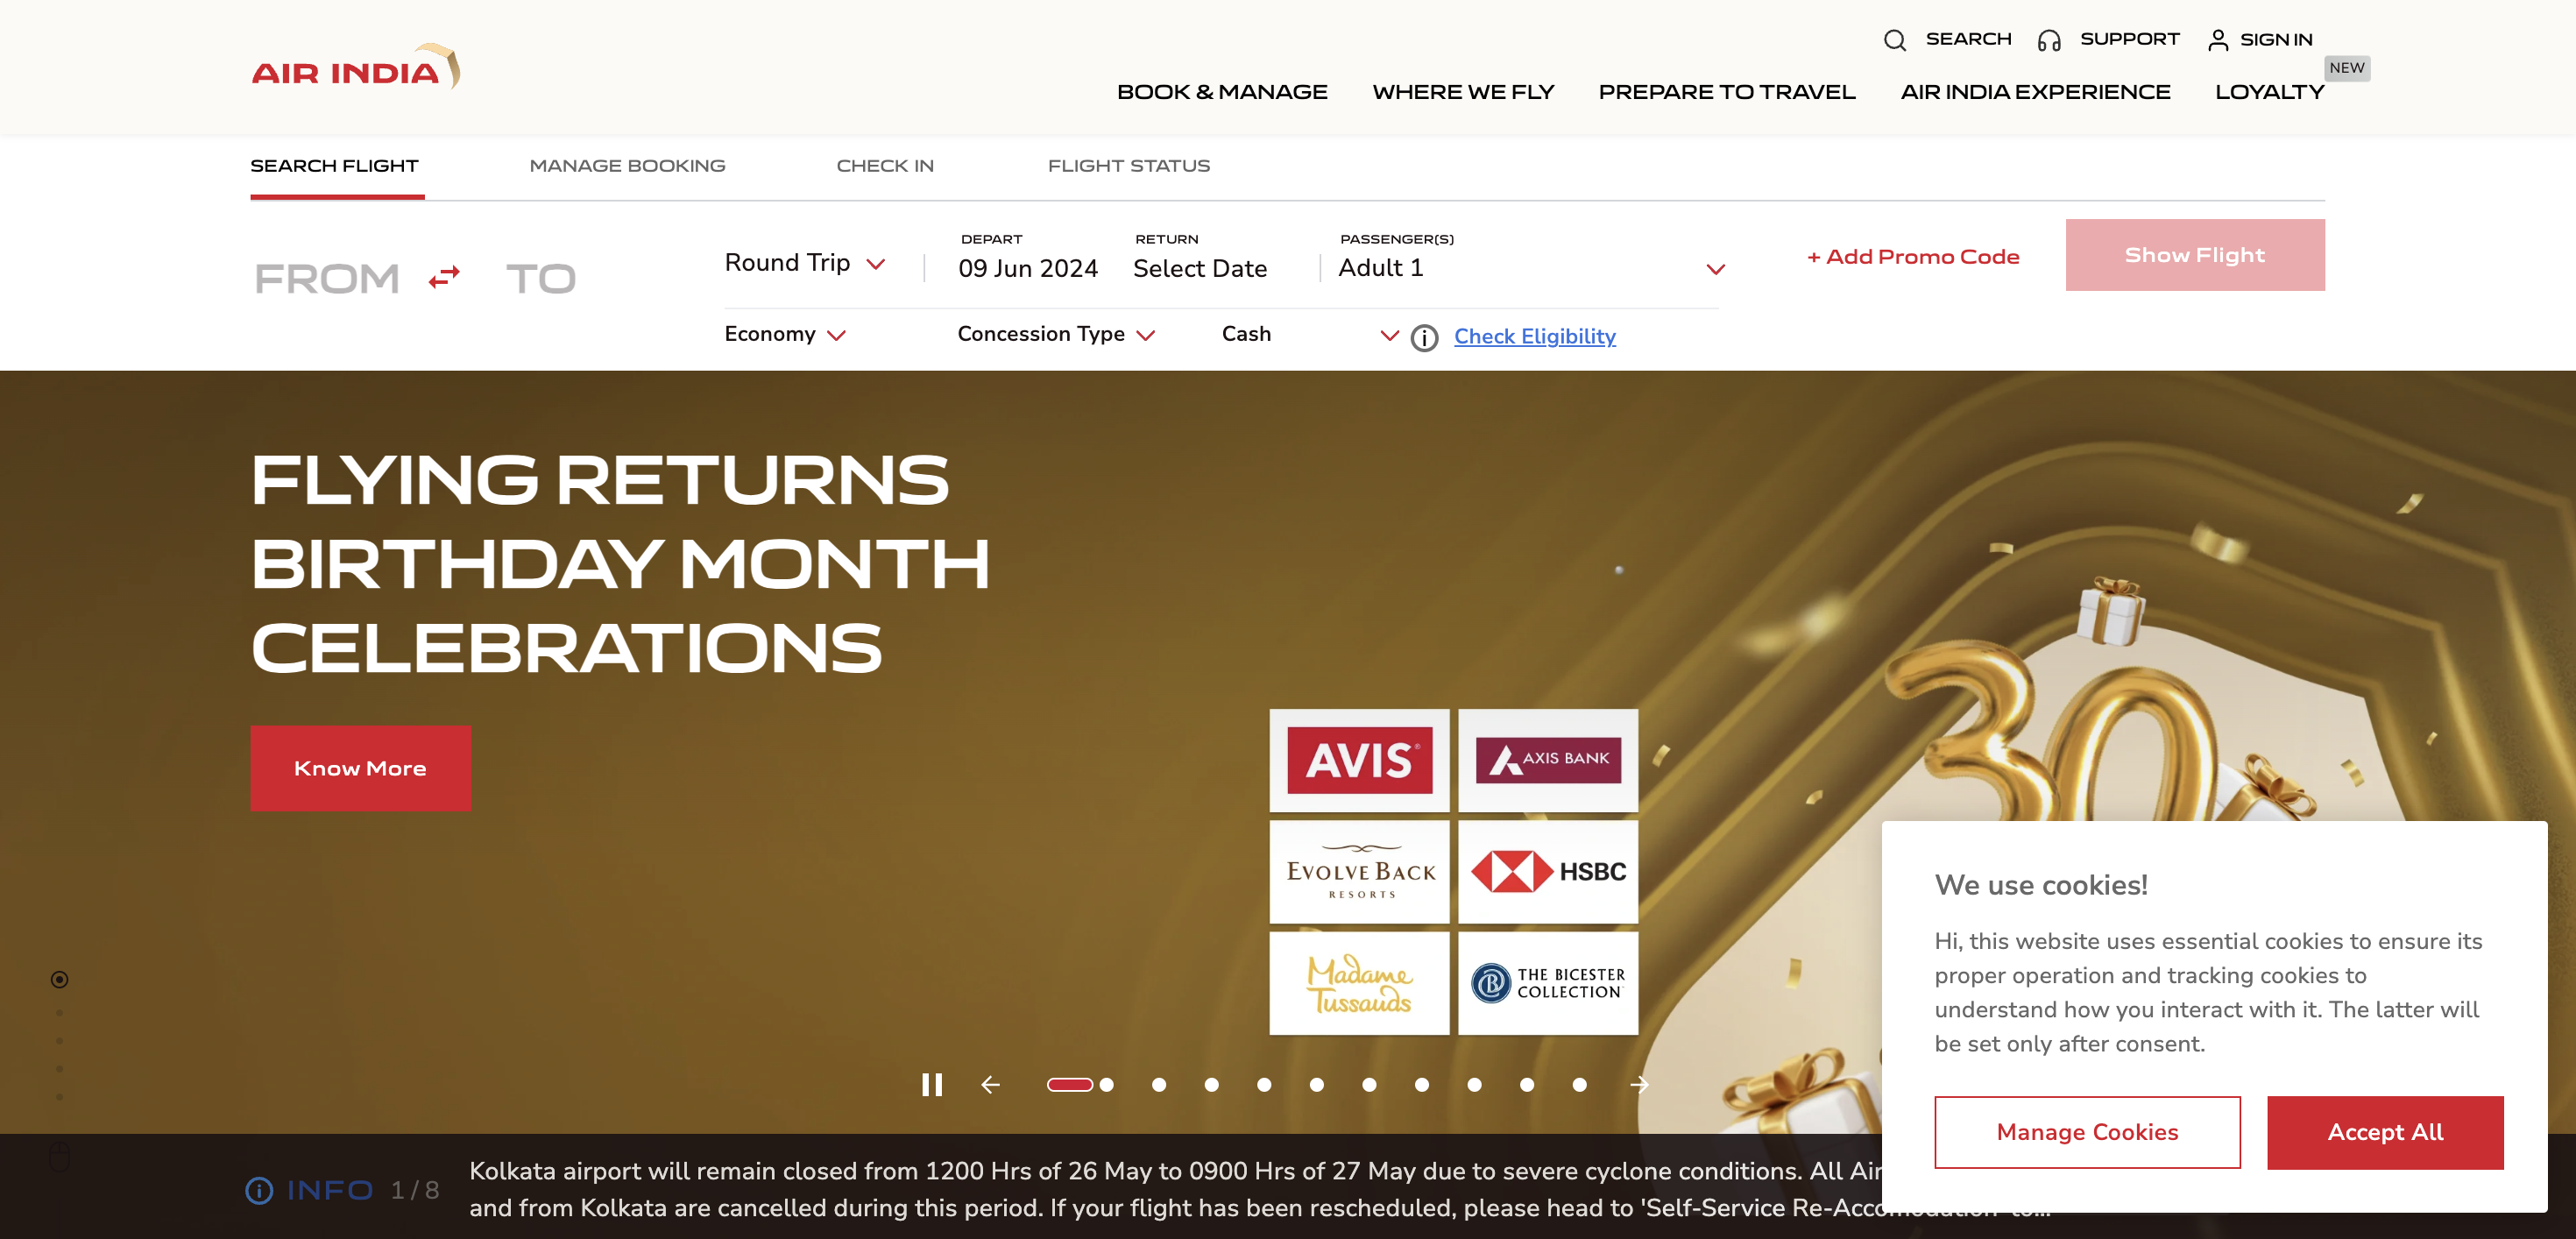 AIR INDIA
SEARCH
SUPPORT
SIGN IN
NEW
BOOK & MANAGE
WHERE WE FLY
PREPARE TO TRAVEL
AIR INDIA EXPERIENCE
LOYALTY
SEARCH FLIGHT
MANAGE BOOKING
CHECK IN
FLIGHT STATUS
FROM
TO
Round Trip
DEPART
09 Jun 2024
RETURN
Select Date
PASSENGER(S)
Adult 1
+ Add Promo Code
Show Flight
Economy
Concession Type
Cash
Check Eligibility
FLYING RETURNS
BIRTHDAY MONTH
CELEBRATIONS
Know More
30
AVIS
AXIS BANK
EVOLVE BACK
RESORTS
HSBC
Madame
Tussauds
THE BICESTER
COLLECTION
We use cookies!
Hi, this website uses essential cookies to ensure its
proper operation and tracking cookies to
understand how you interact with it. The latter will
be set only after consent.
Manage Cookies
Accept All
INFO
1 / 8
Kolkata airport will remain closed from 1200 Hrs of 26 May to 0900 Hrs of 27 May due to severe cyclone conditions. All Air
and from Kolkata are cancelled during this period. If your flight has been rescheduled, please head to 'Self-Service Re-Accomodation' to...